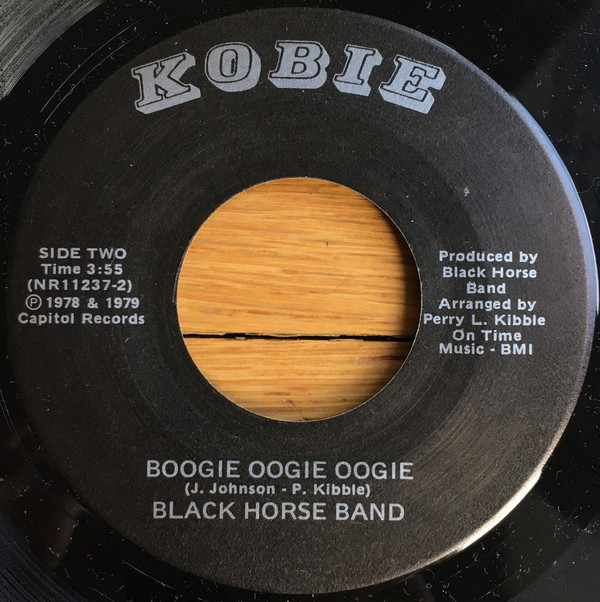 KOBIE
SIDE TWO
Time 3:55
(NR11237-2)
℗ 1978 & 1979
Capitol Records
Produced by
Black Horse
Band
Arranged by
Perry L. Kibble
On Time
Music - BMI
BOOGIE OOGIE OOGIE
(J. Johnson - P. Kibble)
BLACK HORSE BAND